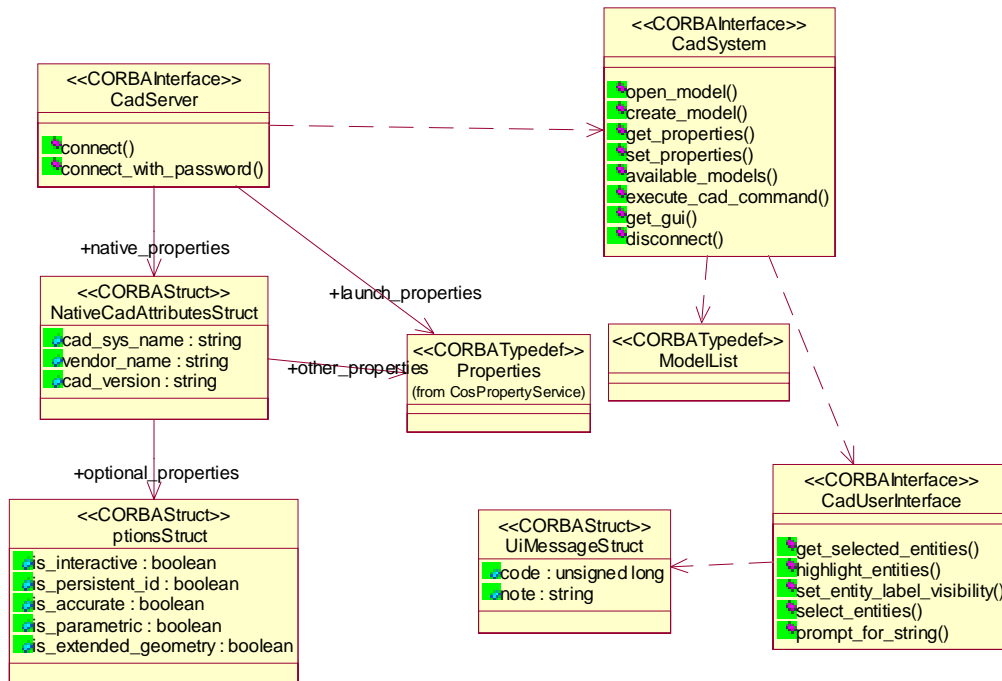 <<CORBAInterface>>
CadSystem
open_model()
create_model()
get_properties()
set_properties()
available_models()
execute_cad_command()
get_gui()
disconnect()
<<CORBAInterface>>
CadServer
connect()
connect_with_password()
+native_properties
+launch_properties
<<CORBAStruct>>
NativeCadAttributesStruct
cad_sys_name : string
vendor_name : string
cad_version : string
+other_properties
<<CORBATypedef>>
Properties
(from CosPropertyService)
<<CORBATypedef>>
ModelList
+optional_properties
<<CORBAStruct>>
ptionsStruct
is_interactive : boolean
is_persistent_id : boolean
is_accurate : boolean
is_parametric : boolean
is_extended_geometry : boolean
<<CORBAStruct>>
UiMessageStruct
code : unsigned long
note : string
<<CORBAInterface>>
CadUserInterface
get_selected_entities()
highlight_entities()
set_entity_label_visibility()
select_entities()
prompt_for_string()